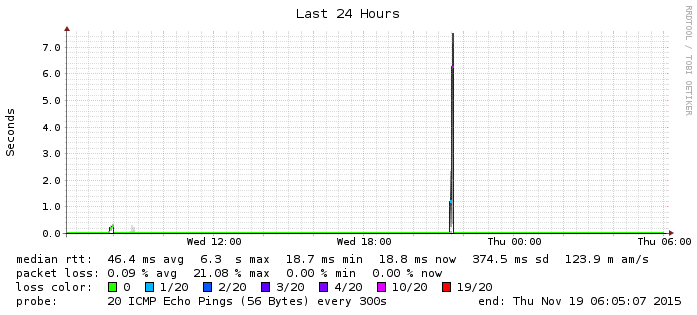 Last 24 Hours
RRDTOOL / TOBI OETIKER
Seconds
7.0
6.0
5.0
4.0
3.0
2.0
1.0
0.0
Wed 12:00 Wed 18:00 Thu 00:00 Thu 06:00
median rtt: 46.4 ms avg 6.3 s max 18.7 ms min 18.8 ms now 374.5 ms sd 123.9 m am/s
packet loss: 0.09 % avg 21.08 % max 0.00 % min 0.00 % now
loss color: 0 1/20 2/20 3/20 4/20 10/20 19/20
probe: 20 ICMP Echo Pings (56 Bytes) every 300s end: Thu Nov 19 06:05:07 2015